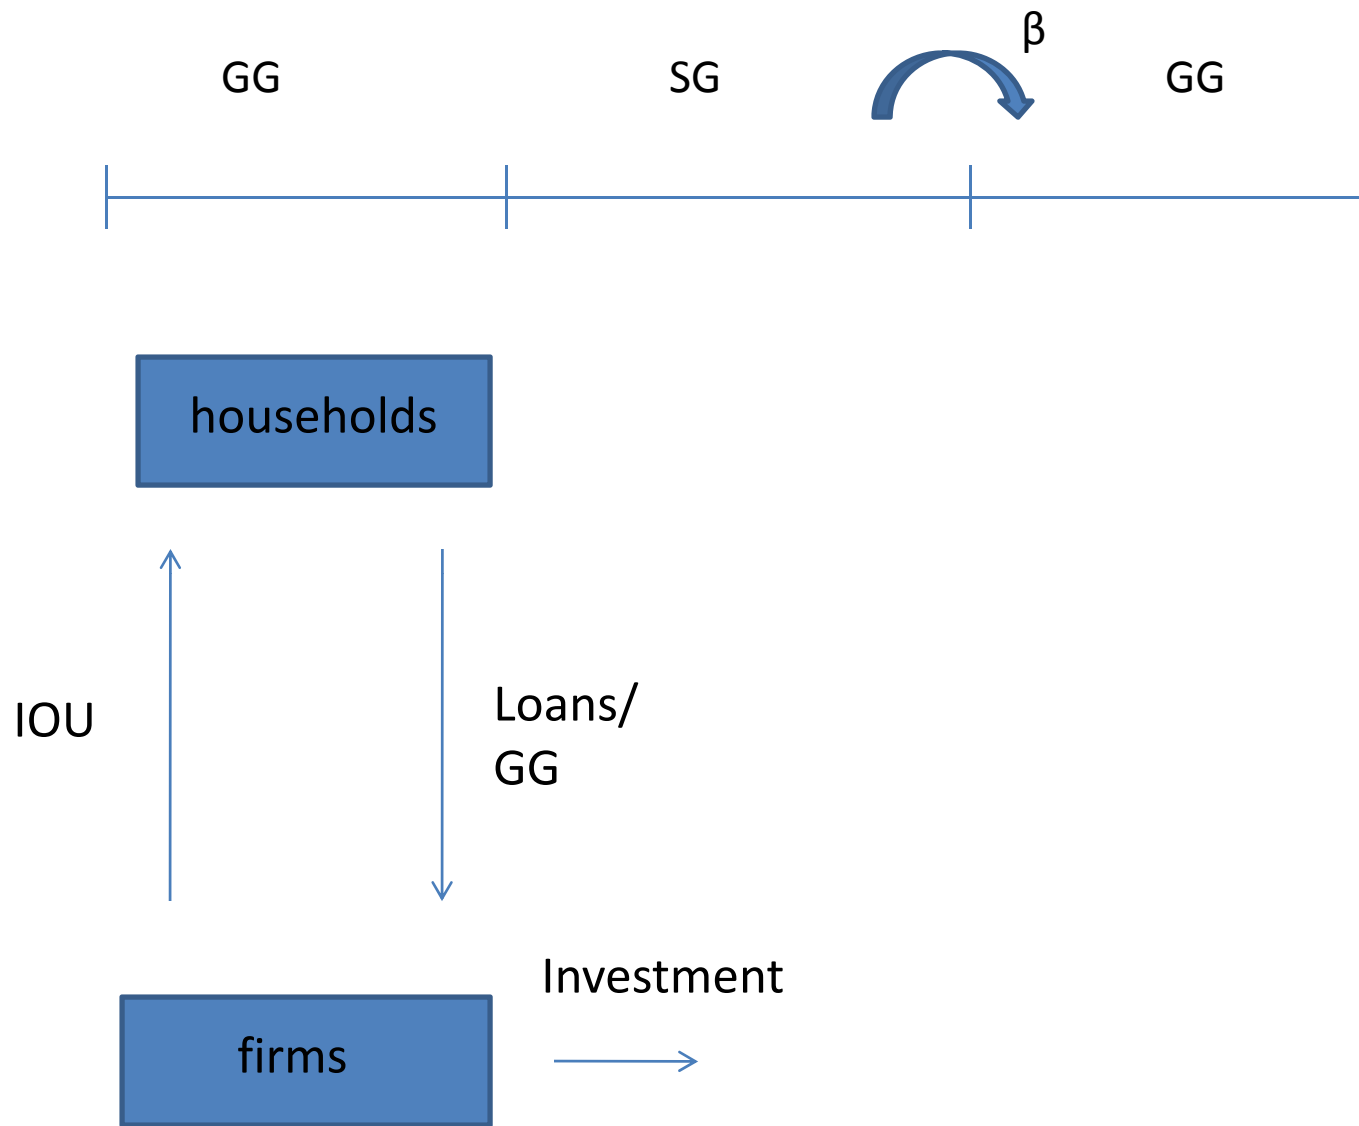 β
GG
SG
GG
households
IOU
Loans/
GG
Investment
firms